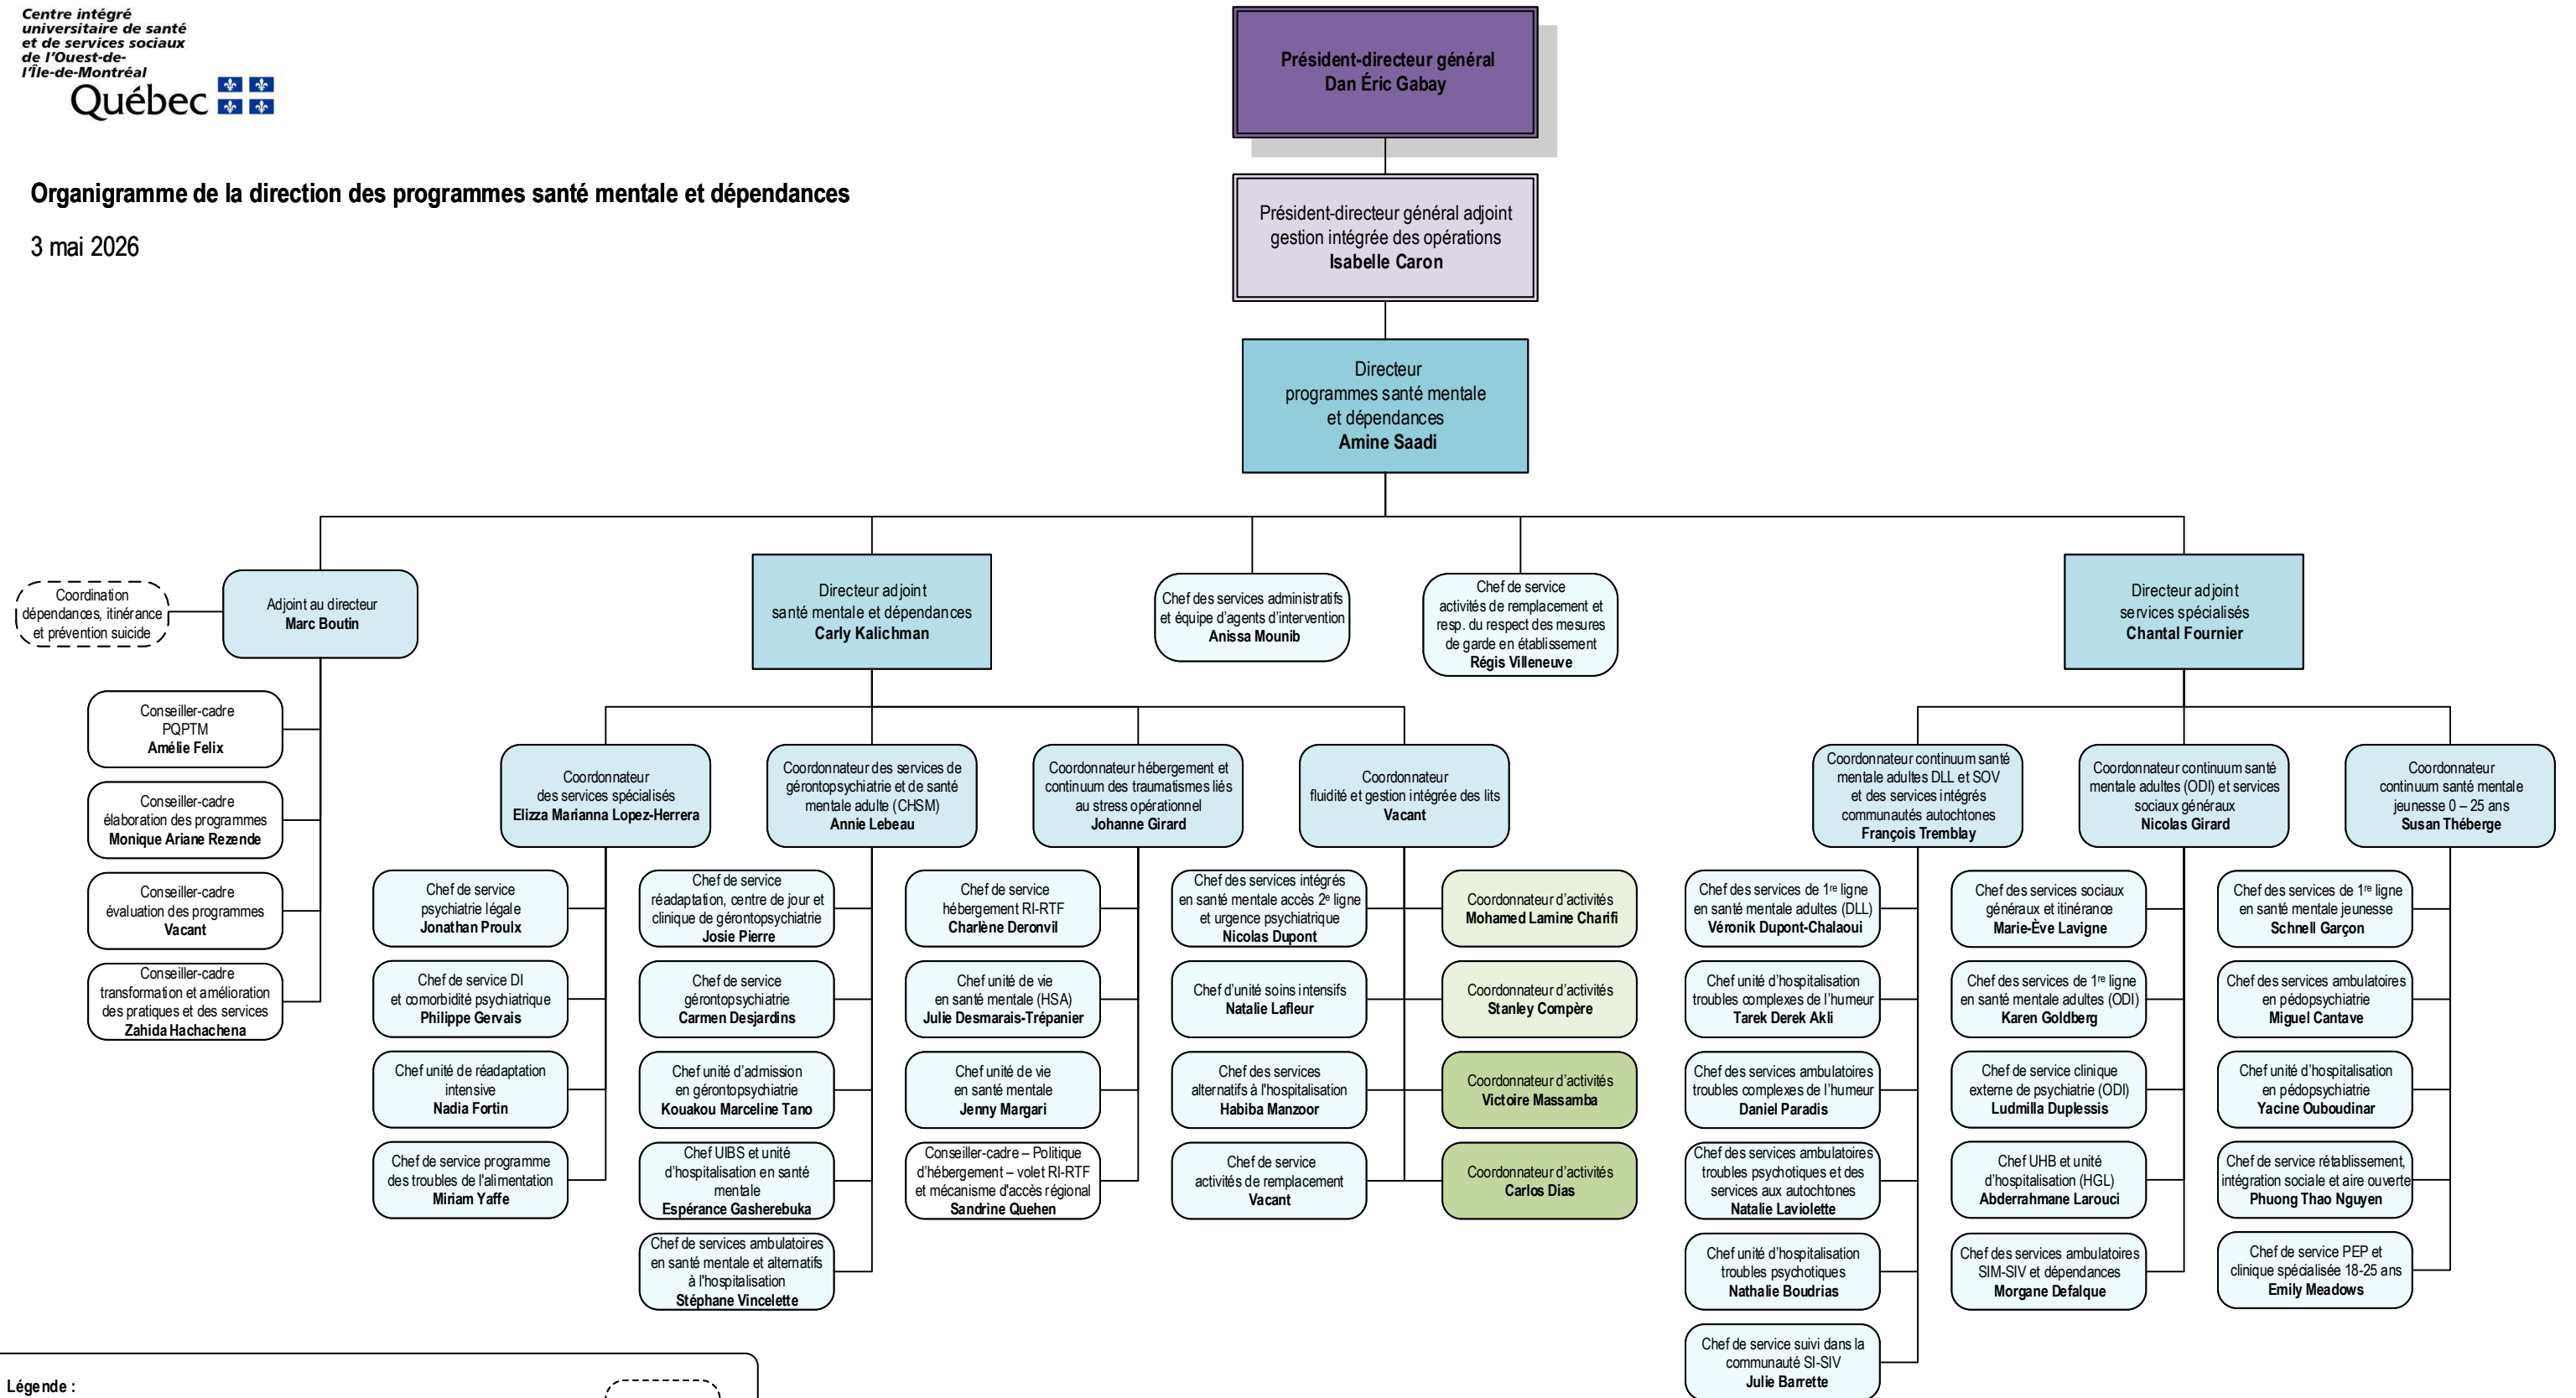 Centre intégré
universitaire de santé
et de services sociaux
de l'Ouest-de-
l'Île-de-Montréal
Québec
Organigramme de la direction des programmes santé mentale et dépendances
3 mai 2026
Président-directeur général
Dan Éric Gabay
Président-directeur général adjoint
gestion intégrée des opérations
Isabelle Caron
Directeur
programmes santé mentale
et dépendances
Amine Saadi
Coordination
dépendances, itinérance
et prévention suicide
Adjoint au directeur
Marc Boutin
Directeur adjoint
santé mentale et dépendances
Carly Kalichman
Chef des services administratifs
et équipe d'agents d'intervention
Anissa Mounib
Chef de service
activités de remplacement et
resp. du respect des mesures
de garde en établissement
Régis Villeneuve
Directeur adjoint
services spécialisés
Chantal Fournier
Conseiller-cadre
PQPTM
Amélie Felix
Conseiller-cadre
élaboration des programmes
Monique Ariane Rezende
Conseiller-cadre
évaluation des programmes
Vacant
Conseiller-cadre
transformation et amélioration
des pratiques et des services
Zahida Hachachena
Coordonnateur
des services spécialisés
Elizza Marianna Lopez-Herrera
Chef de service
psychiatrie légale
Jonathan Proulx
Chef de service DI
et comorbidité psychiatrique
Philippe Gervais
Chef unité de réadaptation
intensive
Nadia Fortin
Chef de service programme
des troubles de l'alimentation
Miriam Yaffe
Coordonnateur des services de
gérontopsychiatrie et de santé
mentale adulte (CHSM)
Annie Lebeau
Chef de service
réadaptation, centre de jour et
clinique de gérontopsychiatrie
Josie Pierre
Chef de service
gérontopsychiatrie
Carmen Desjardins
Chef unité d'admission
en gérontopsychiatrie
Kouakou Marceline Tano
Chef UIBS et unité
d'hospitalisation en santé
mentale
Espérance Gasherebuka
Chef de services ambulatoires
en santé mentale et alternatifs
à l'hospitalisation
Stéphane Vincelette
Coordonnateur hébergement et
continuum des traumatismes liés
au stress opérationnel
Johanne Girard
Chef de service
hébergement RI-RTF
Charlène Deronvil
Chef unité de vie
en santé mentale (HSA)
Julie Desmarais-Trépanier
Chef unité de vie
en santé mentale
Jenny Margari
Conseiller-cadre – Politique
d'hébergement – volet RI-RTF
et mécanisme d'accès régional
Sandrine Quehen
Coordonnateur
fluidité et gestion intégrée des lits
Vacant
Chef des services intégrés
en santé mentale accès 2e ligne
et urgence psychiatrique
Nicolas Dupont
Chef d'unité soins intensifs
Natalie Lafleur
Chef des services
alternatifs à l'hospitalisation
Habiba Manzoor
Chef de service
activités de remplacement
Vacant
Coordonnateur d'activités
Mohamed Lamine Charifi
Coordonnateur d'activités
Stanley Compère
Coordonnateur d'activités
Victoire Massamba
Coordonnateur d'activités
Carlos Dias
Coordonnateur continuum santé
mentale adultes DLL et SOV
et des services intégrés
communautés autochtones
François Tremblay
Chef des services de 1re ligne
en santé mentale adultes (DLL)
Véronik Dupont-Chalaoui
Chef unité d'hospitalisation
troubles complexes de l'humeur
Tarek Derek Akli
Chef des services ambulatoires
troubles complexes de l'humeur
Daniel Paradis
Chef des services ambulatoires
troubles psychotiques et des
services aux autochtones
Natalie Laviolette
Chef unité d'hospitalisation
troubles psychotiques
Nathalie Boudrias
Chef de service suivi dans la
communauté SI-SIV
Julie Barrette
Coordonnateur continuum santé
mentale adultes (ODI) et services
sociaux généraux
Nicolas Girard
Chef des services sociaux
généraux et itinérance
Marie-Ève Lavigne
Chef des services de 1re ligne
en santé mentale adultes (ODI)
Karen Goldberg
Chef de service clinique
externe de psychiatrie (ODI)
Ludmilla Duplessis
Chef UHB et unité
d'hospitalisation (HGL)
Abderrahmane Larouci
Chef des services ambulatoires
SIM-SIV et dépendances
Morgane Defalque
Coordonnateur
continuum santé mentale
jeunesse 0 – 25 ans
Susan Théberge
Chef des services de 1re ligne
en santé mentale jeunesse
Schnell Garçon
Chef des services ambulatoires
en pédopsychiatrie
Miguel Cantave
Chef unité d'hospitalisation
en pédopsychiatrie
Yacine Ouboudinar
Chef de service rétablissement,
intégration sociale et aire ouverte
Phuong Thao Nguyen
Chef de service PEP et
clinique spécialisée 18-25 ans
Emily Meadows
Légende :